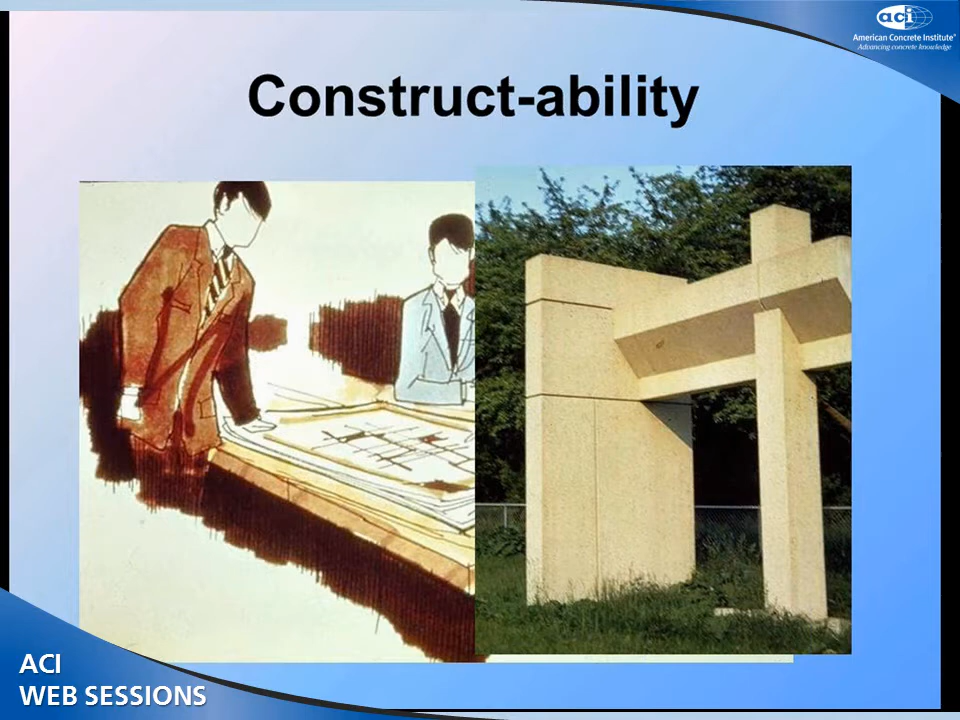 aci
American Concrete Institute®
Advancing concrete knowledge
Construct-ability
ACI
WEB SESSIONS